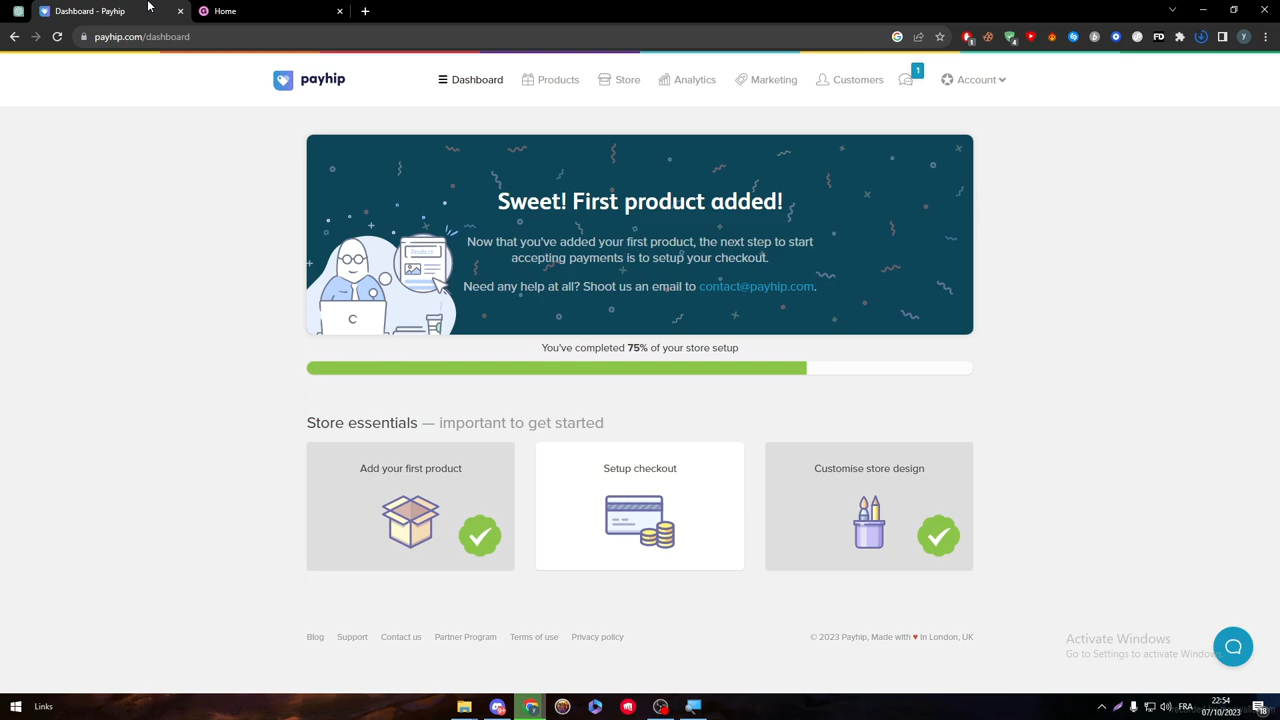 Dashboard - Payhip
Home
payhip.com/dashboard
payhip
Dashboard
Products
Store
Analytics
Marketing
Customers
1
Account
Sweet! First product added!
Now that you've added your first product, the next step to start
accepting payments is to setup your checkout.
Need any help at all? Shoot us an email to contact@payhip.com.
Product
You've completed 75% of your store setup
Store essentials — important to get started
Add your first product
Setup checkout
Customise store design
Blog
Support
Contact us
Partner Program
Terms of use
Privacy policy
© 2023 Payhip, Made with ♥ in London, UK
Activate Windows
Go to Settings to activate Windows.
Links
FRA
22:54
07/10/2023
18